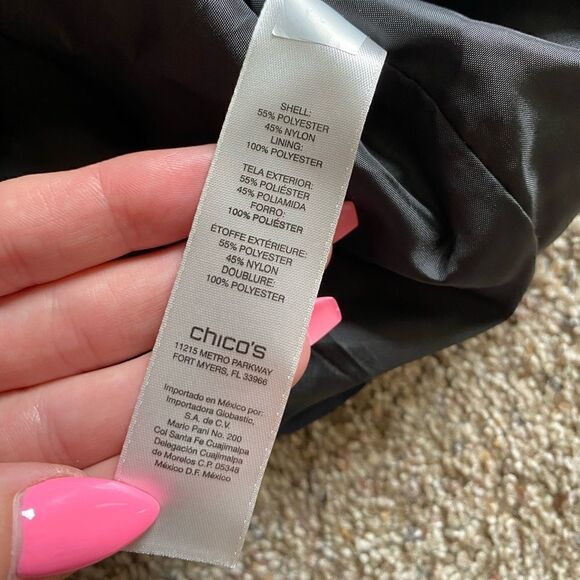 SHELL:
55% POLYESTER
45% NYLON
LINING:
100% POLYESTER
TELA EXTERIOR:
55% POLIÉSTER
45% POLIAMIDA
FORRO:
100% POLIÉSTER
ÉTOFFE EXTÉRIEURE:
55% POLYESTER
45% NYLON
DOUBLURE:
100% POLYESTER
chico's
11215 METRO PARKWAY
FORT MYERS, FL 33966
Importado en México por:
Importadora Globastic,
S.A. de C.V.
Mario Pani No. 200
Col Santa Fe Cuajimalpa
Delegación Cuajimalpa
de Morelos C.P. 05348
México D.F. México